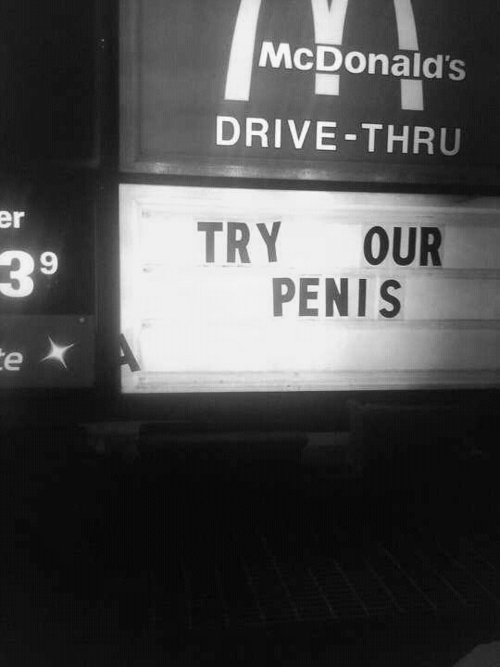 McDonald's
DRIVE-THRU
er
3⁹
te
TRY OUR
PENIS
A